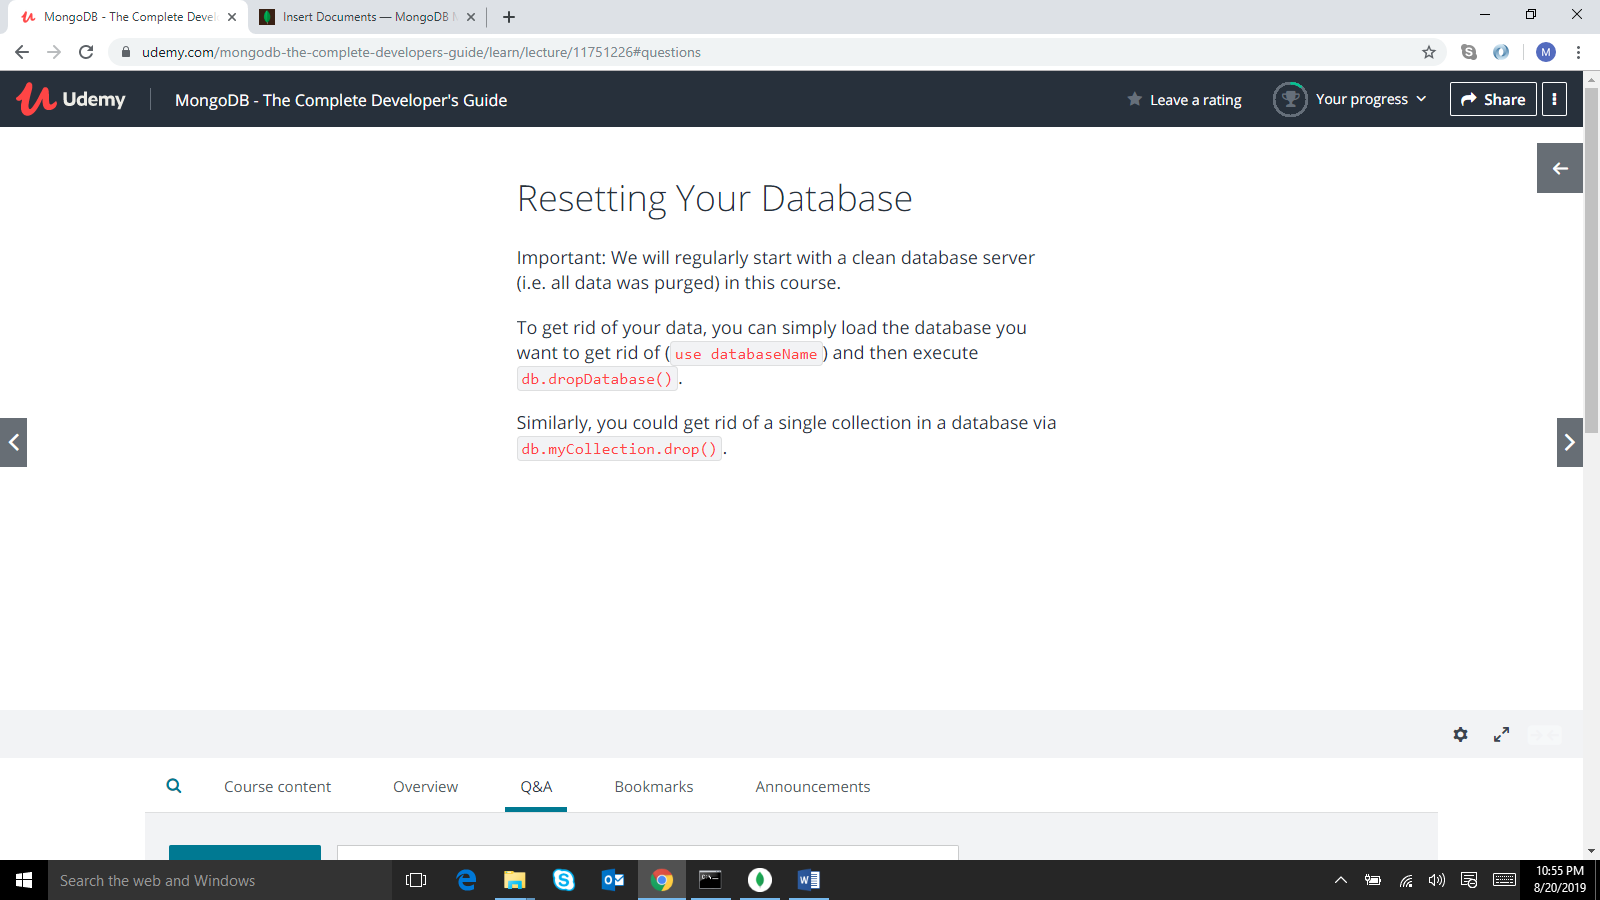 MongoDB - The Complete Devel
Insert Documents — MongoDB
udemy.com/mongodb-the-complete-developers-guide/learn/lecture/11751226#questions
M
Udemy
MongoDB - The Complete Developer's Guide
Leave a rating
Your progress
Share
Resetting Your Database
Important: We will regularly start with a clean database server
(i.e. all data was purged) in this course.
To get rid of your data, you can simply load the database you
want to get rid of ( use databaseName ) and then execute
db.dropDatabase() .
Similarly, you could get rid of a single collection in a database via
db.myCollection.drop() .
Course content
Overview
Q&A
Bookmarks
Announcements
Search the web and Windows
10:55 PM
8/20/2019